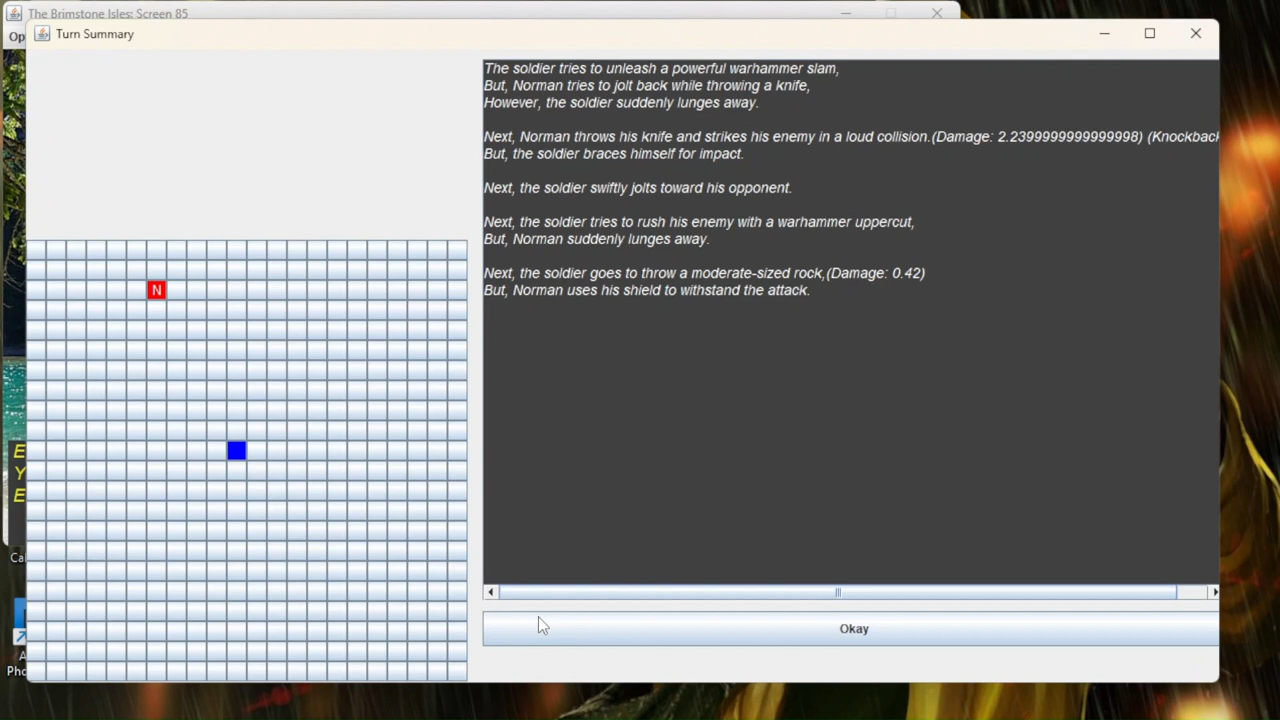 The Brimstone Isles: Screen 85
Op
Turn Summary
The soldier tries to unleash a powerful warhammer slam,
But, Norman tries to jolt back while throwing a knife,
However, the soldier suddenly lunges away.
Next, Norman throws his knife and strikes his enemy in a loud collision.(Damage: 2.2399999999999998) (Knockback
But, the soldier braces himself for impact.
Next, the soldier swiftly jolts toward his opponent.
Next, the soldier tries to rush his enemy with a warhammer uppercut,
But, Norman suddenly lunges away.
Next, the soldier goes to throw a moderate-sized rock,(Damage: 0.42)
But, Norman uses his shield to withstand the attack.
N
E
Y
E
Cal
A
Pho
Okay